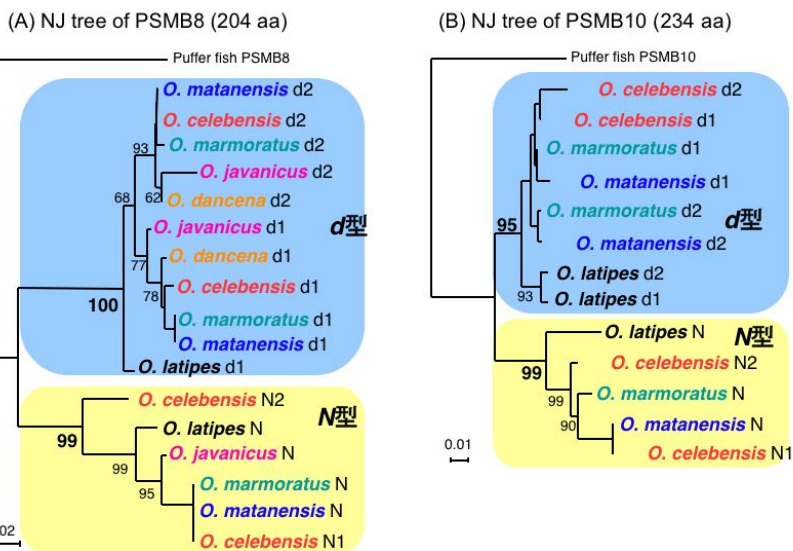 (A) NJ tree of PSMB8 (204 aa)
Puffer fish PSMB8
O. matanensis d2
O. celebensis d2
O. marmoratus d2
93
O. javanicus d2
68
62
O. dancena d2
O. javanicus d1
d型
O. dancena d1
77
O. celebensis d1
78
100
O. marmoratus d1
O. matanensis d1
O. latipes d1
O. celebensis N2
N型
O. latipes N
99
O. javanicus N
99
95
O. marmoratus N
O. matanensis N
O. celebensis N1
02
(B) NJ tree of PSMB10 (234 aa)
Puffer fish PSMB10
O. celebensis d2
O. celebensis d1
O. marmoratus d1
O. matanensis d1
O. marmoratus d2
95
d型
O. matanensis d2
O. latipes d2
93
O. latipes d1
O. latipes N
N型
O. celebensis N2
99
O. marmoratus N
99
90
O. matanensis N
0.01
O. celebensis N1